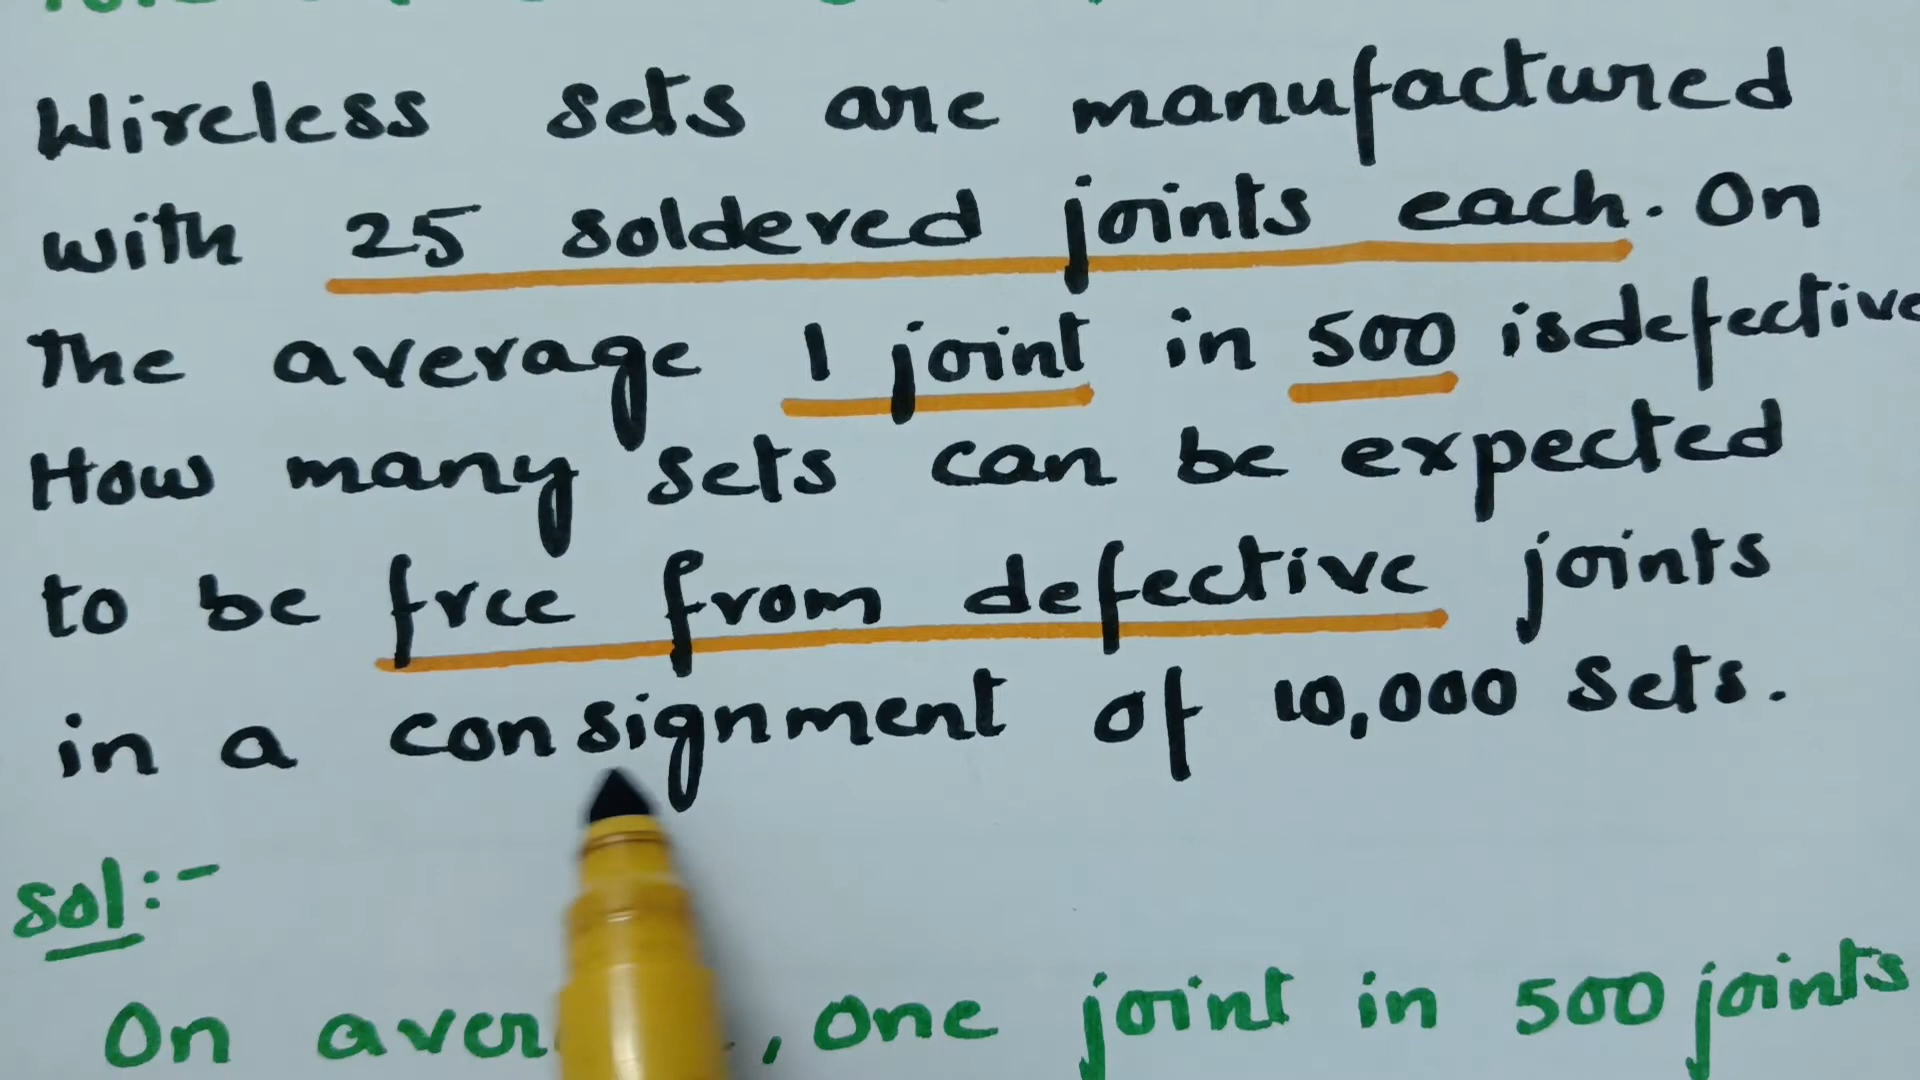 Wireless sets are manufactured
with 25 soldered joints each. On
The average 1 joint in 500 is defective
How many sets can be expected
to be free from defective joints
in a consignment of 10,000 sets.
Sol:-
On , one joint in 500 joints